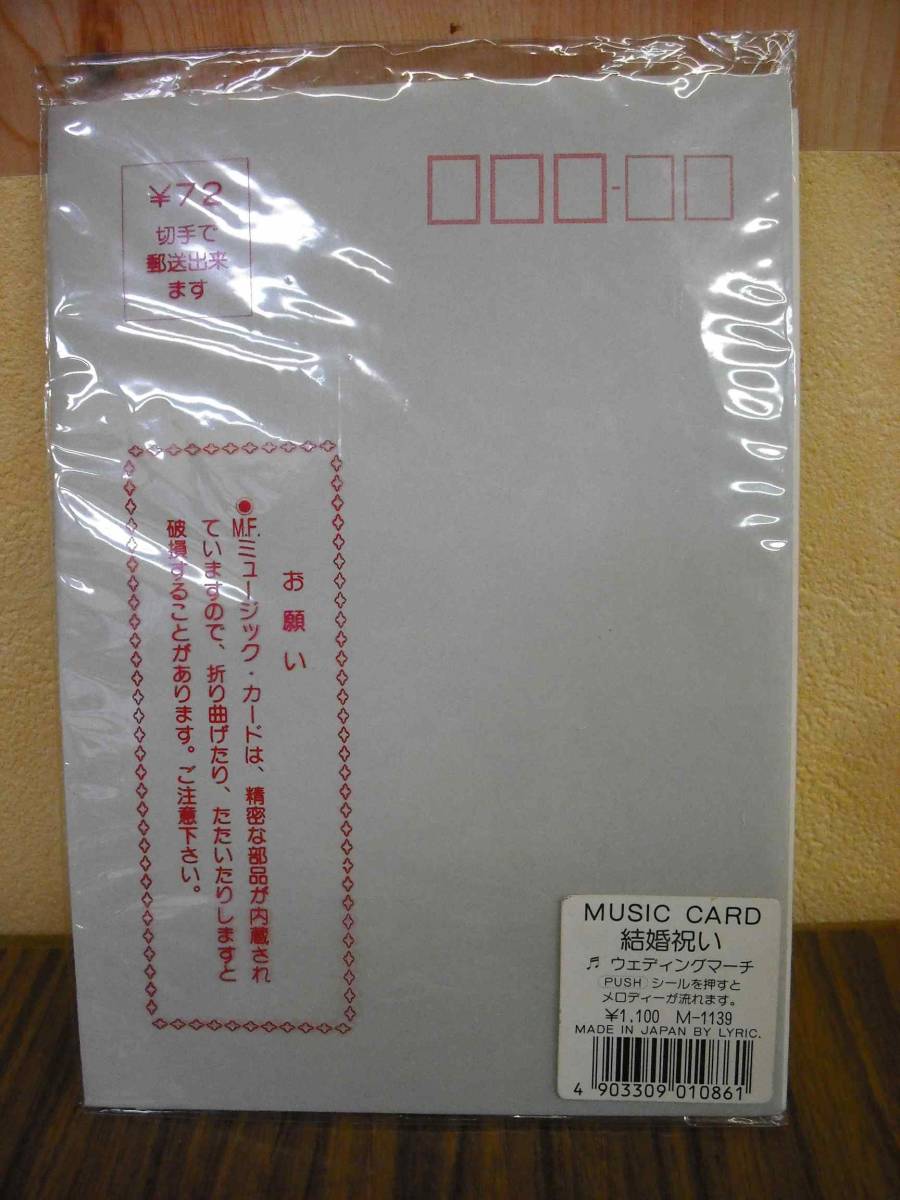 ¥72
切手で
郵送出来
ます
お願い
●M.F.ミュージック・カードは、精密な部品が内蔵され
ていますので、折り曲げたり、たたいたりしますと
破損することがあります。ご注意下さい。
MUSIC CARD
結婚祝い
♬ ウェディングマーチ
PUSH シールを押すと
メロディーが流れます。
¥1,100 M-1139
MADE IN JAPAN BY LYRIC.
4 903309 010861